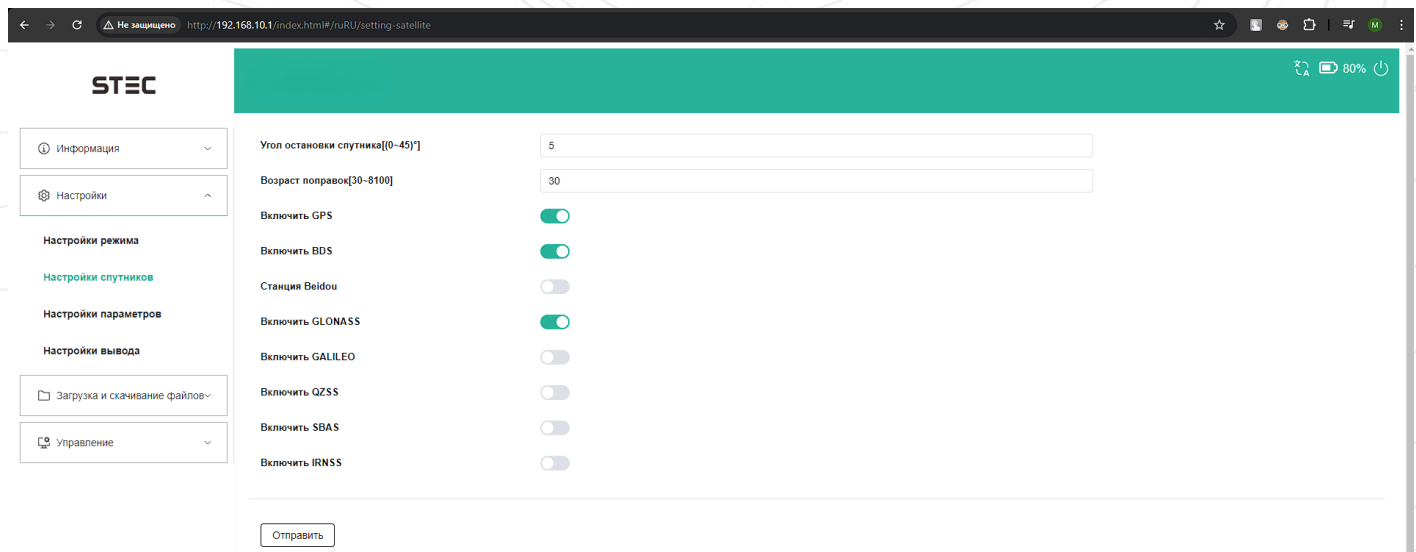 Не защищено http://192.168.10.1/index.html#/ruRU/setting-satellite
M
STEC
80%
Информация
Настройки
Настройки режима
Настройки спутников
Настройки параметров
Настройки вывода
Загрузка и скачивание файлов
Управление
Угол остановки спутника[(0~45)°]
5
Возраст поправок[30~8100]
30
Включить GPS
Включить BDS
Станция Beidou
Включить GLONASS
Включить GALILEO
Включить QZSS
Включить SBAS
Включить IRNSS
Отправить